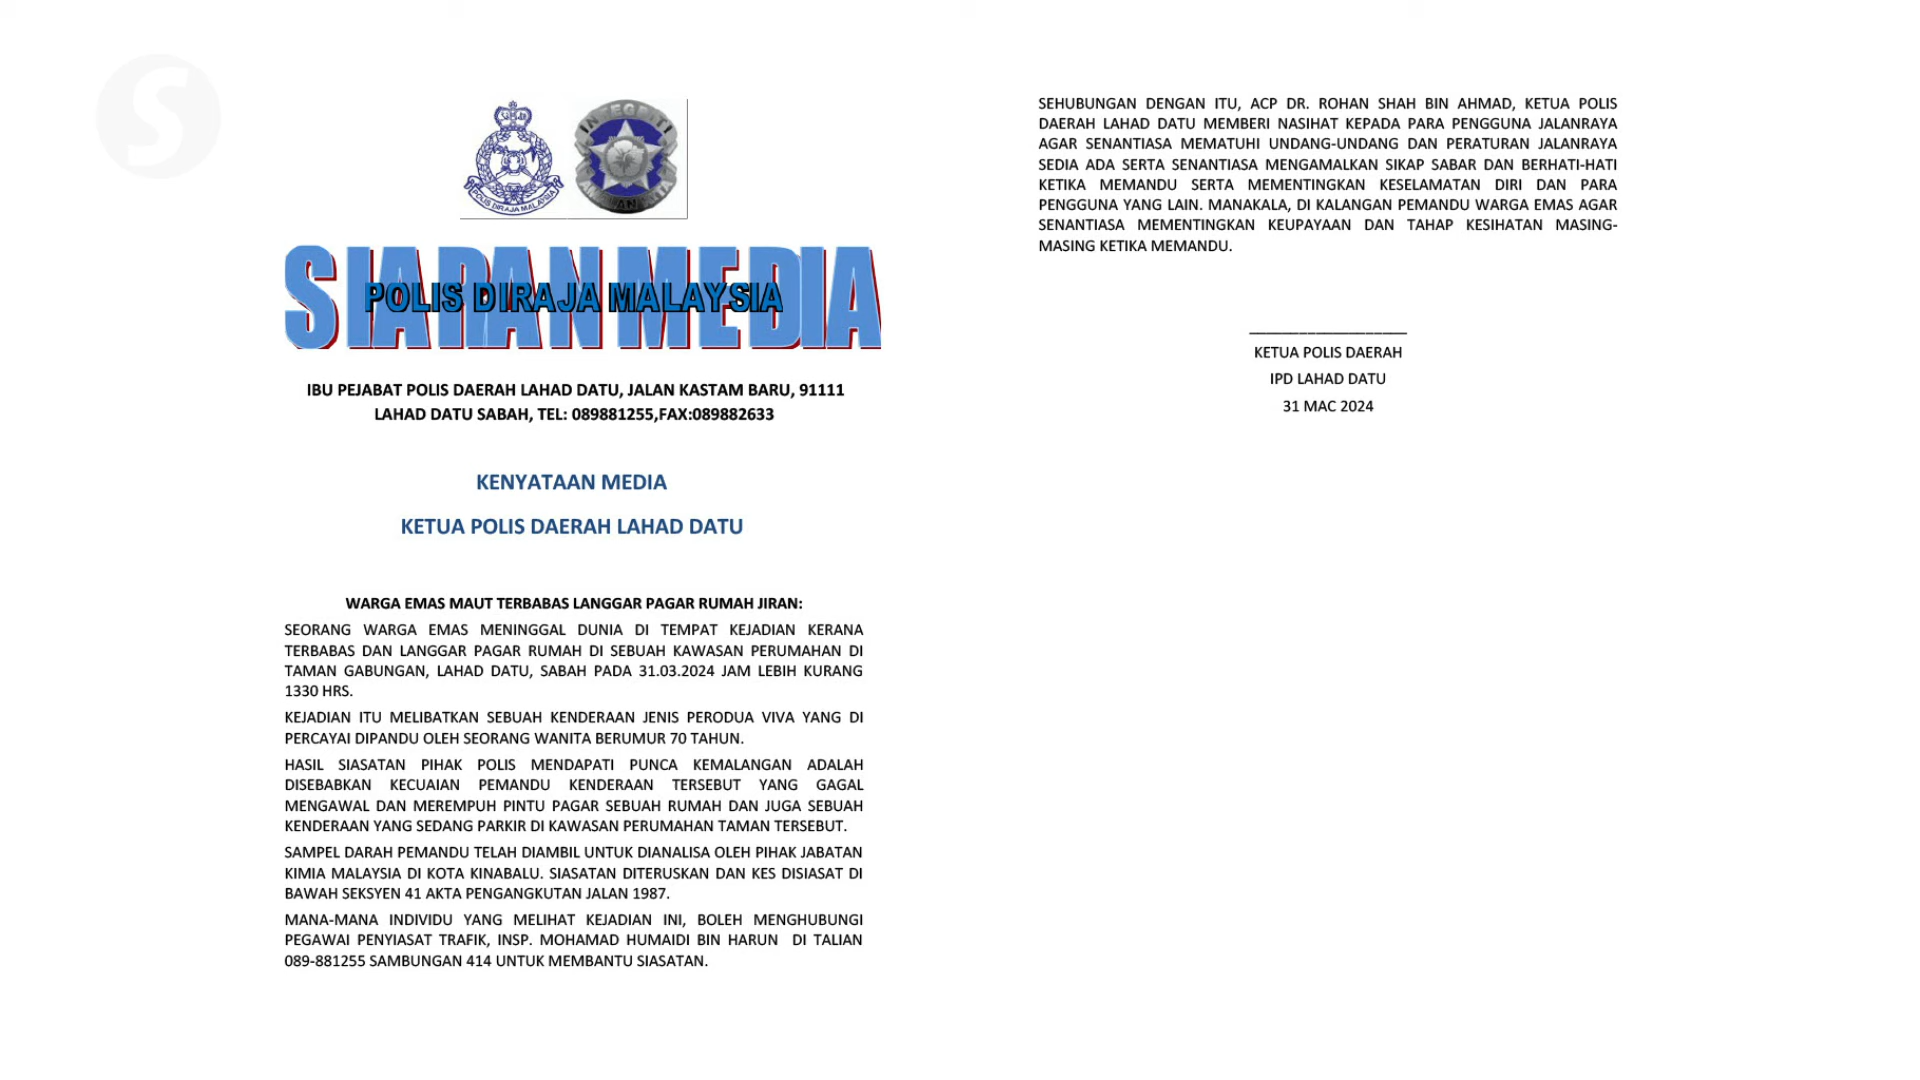 S
POLIS DIRAJA MALAYSIA
INTEGRITI
SIARAN MEDIA
POLIS DIRAJA MALAYSIA
IBU PEJABAT POLIS DAERAH LAHAD DATU, JALAN KASTAM BARU, 91111
LAHAD DATU SABAH, TEL: 089881255,FAX:089882633
KENYATAAN MEDIA
KETUA POLIS DAERAH LAHAD DATU
WARGA EMAS MAUT TERBABAS LANGGAR PAGAR RUMAH JIRAN:
SEORANG WARGA EMAS MENINGGAL DUNIA DI TEMPAT KEJADIAN KERANA
TERBABAS DAN LANGGAR PAGAR RUMAH DI SEBUAH KAWASAN PERUMAHAN DI
TAMAN GABUNGAN, LAHAD DATU, SABAH PADA 31.03.2024 JAM LEBIH KURANG
1330 HRS.
KEJADIAN ITU MELIBATKAN SEBUAH KENDERAAN JENIS PERODUA VIVA YANG DI
PERCAYAI DIPANDU OLEH SEORANG WANITA BERUMUR 70 TAHUN.
HASIL SIASATAN PIHAK POLIS MENDAPATI PUNCA KEMALANGAN ADALAH
DISEBABKAN KECUAIAN PEMANDU KENDERAAN TERSEBUT YANG GAGAL
MENGAWAL DAN MEREMPUH PINTU PAGAR SEBUAH RUMAH DAN JUGA SEBUAH
KENDERAAN YANG SEDANG PARKIR DI KAWASAN PERUMAHAN TAMAN TERSEBUT.
SAMPEL DARAH PEMANDU TELAH DIAMBIL UNTUK DIANALISA OLEH PIHAK JABATAN
KIMIA MALAYSIA DI KOTA KINABALU. SIASATAN DITERUSKAN DAN KES DISIASAT DI
BAWAH SEKSYEN 41 AKTA PENGANGKUTAN JALAN 1987.
MANA-MANA INDIVIDU YANG MELIHAT KEJADIAN INI, BOLEH MENGHUBUNGI
PEGAWAI PENYIASAT TRAFIK, INSP. MOHAMAD HUMAIDI BIN HARUN DI TALIAN
089-881255 SAMBUNGAN 414 UNTUK MEMBANTU SIASATAN.
SEHUBUNGAN DENGAN ITU, ACP DR. ROHAN SHAH BIN AHMAD, KETUA POLIS
DAERAH LAHAD DATU MEMBERI NASIHAT KEPADA PARA PENGGUNA JALANRAYA
AGAR SENANTIASA MEMATUHI UNDANG-UNDANG DAN PERATURAN JALANRAYA
SEDIA ADA SERTA SENANTIASA MENGAMALKAN SIKAP SABAR DAN BERHATI-HATI
KETIKA MEMANDU SERTA MEMENTINGKAN KESELAMATAN DIRI DAN PARA
PENGGUNA YANG LAIN. MANAKALA, DI KALANGAN PEMANDU WARGA EMAS AGAR
SENANTIASA MEMENTINGKAN KEUPAYAAN DAN TAHAP KESIHATAN MASING-
MASING KETIKA MEMANDU.
KETUA POLIS DAERAH
IPD LAHAD DATU
31 MAC 2024